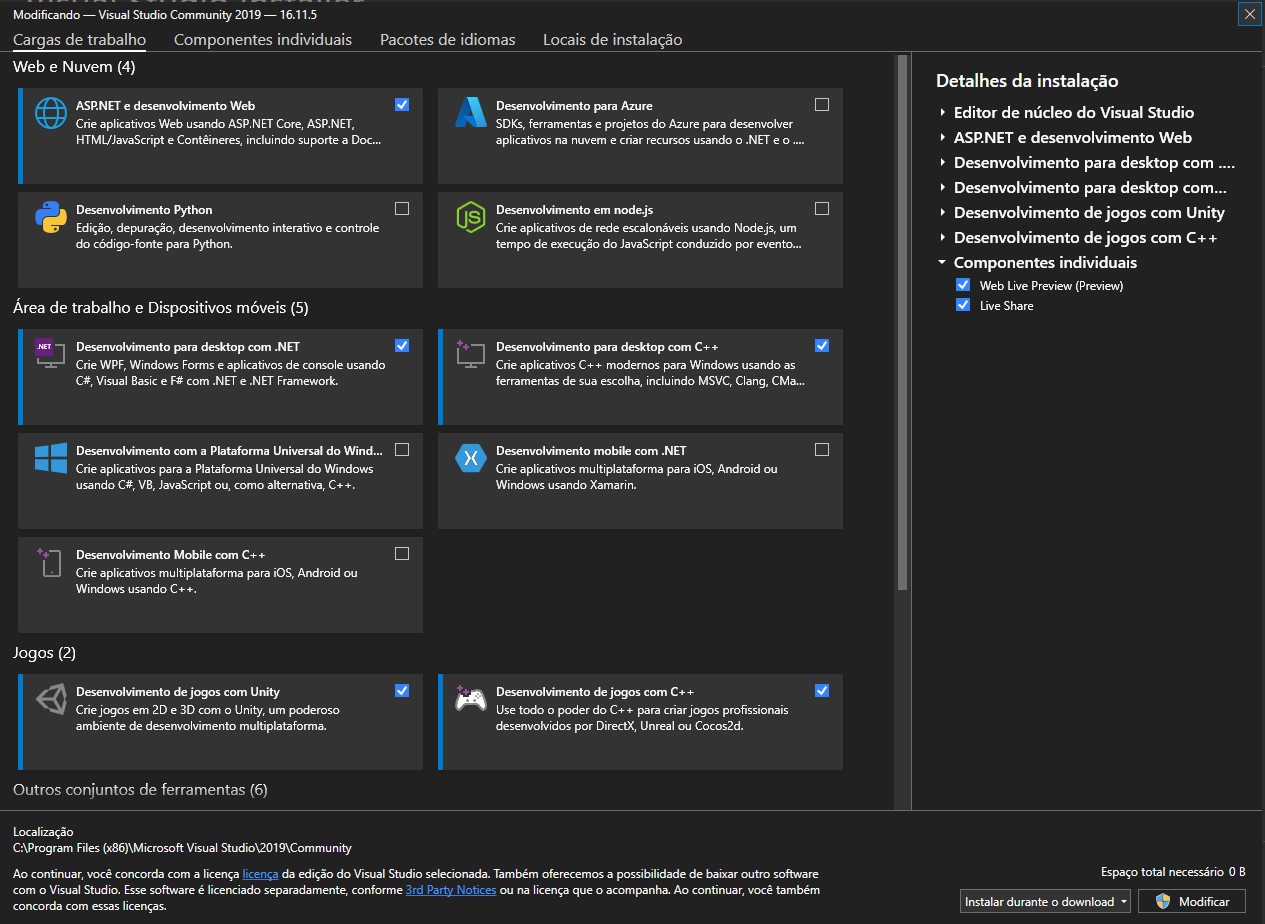 Modificando — Visual Studio Community 2019 — 16.11.5
Cargas de trabalho
Componentes individuais
Pacotes de idiomas
Locais de instalação
Web e Nuvem (4)
ASP.NET e desenvolvimento Web
Crie aplicativos Web usando ASP.NET Core, ASP.NET,
HTML/JavaScript e Contêineres, incluindo suporte a Doc...
Desenvolvimento para Azure
SDKs, ferramentas e projetos do Azure para desenvolver
aplicativos na nuvem e criar recursos usando o .NET e o ....
Desenvolvimento Python
Edição, depuração, desenvolvimento interativo e controle
do código-fonte para Python.
JS
Desenvolvimento em node.js
Crie aplicativos de rede escalonáveis usando Node.js, um
tempo de execução do JavaScript conduzido por evento...
Área de trabalho e Dispositivos móveis (5)
.NET
Desenvolvimento para desktop com .NET
Crie WPF, Windows Forms e aplicativos de console usando
C#, Visual Basic e F# com .NET e .NET Framework.
Desenvolvimento para desktop com C++
Crie aplicativos C++ modernos para Windows usando as
ferramentas de sua escolha, incluindo MSVC, Clang, CMa...
Desenvolvimento com a Plataforma Universal do Wind...
Crie aplicativos para a Plataforma Universal do Windows
usando C#, VB, JavaScript ou, como alternativa, C++.
Desenvolvimento mobile com .NET
Crie aplicativos multiplataforma para iOS, Android ou
Windows usando Xamarin.
Desenvolvimento Mobile com C++
Crie aplicativos multiplataforma para iOS, Android ou
Windows usando C++.
Jogos (2)
Desenvolvimento de jogos com Unity
Crie jogos em 2D e 3D com o Unity, um poderoso
ambiente de desenvolvimento multiplataforma.
Desenvolvimento de jogos com C++
Use todo o poder do C++ para criar jogos profissionais
desenvolvidos por DirectX, Unreal ou Cocos2d.
Outros conjuntos de ferramentas (6)
Detalhes da instalação
Editor de núcleo do Visual Studio
ASP.NET e desenvolvimento Web
Desenvolvimento para desktop com ....
Desenvolvimento para desktop com...
Desenvolvimento de jogos com Unity
Desenvolvimento de jogos com C++
Componentes individuais
Web Live Preview (Preview)
Live Share
Localização
C:\Program Files (x86)\Microsoft Visual Studio\2019\Community
Ao continuar, você concorda com a licença licença da edição do Visual Studio selecionada. Também oferecemos a possibilidade de baixar outro software
com o Visual Studio. Esse software é licenciado separadamente, conforme 3rd Party Notices ou na licença que o acompanha. Ao continuar, você também
concorda com essas licenças.
Espaço total necessário 0 B
Instalar durante o download
Modificar